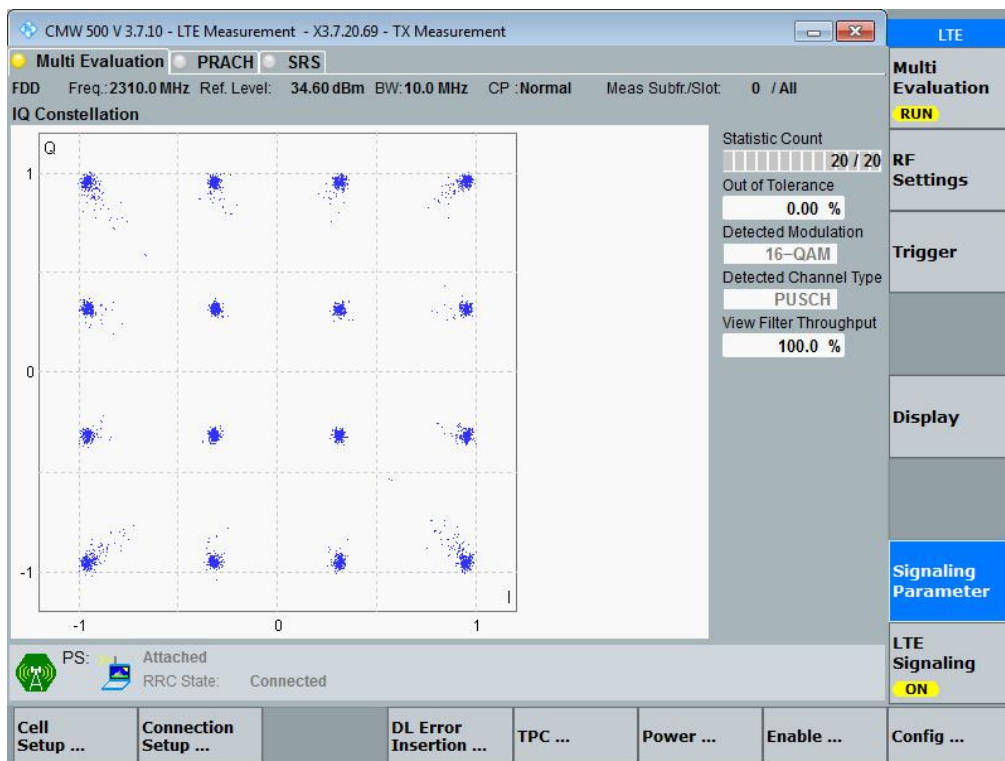 CMW 500 V 3.7.10 - LTE Measurement - X3.7.20.69 - TX Measurement
LTE
Multi Evaluation PRACH SRS
FDD Freq.:2310.0 MHz Ref. Level: 34.60 dBm BW:10.0 MHz CP :Normal Meas Subfr./Slot: 0 / All
IQ Constellation
Q
1
0
-1
-1 0 1
I
Statistic Count
20 / 20
Out of Tolerance
0.00 %
Detected Modulation
16-QAM
Detected Channel Type
PUSCH
View Filter Throughput
100.0 %
Multi
Evaluation
RUN
RF
Settings
Trigger
Display
Signaling
Parameter
LTE
Signaling
ON
PS: Attached
RRC State: Connected
Cell
Setup ...
Connection
Setup ...
DL Error
Insertion ...
TPC ...
Power ...
Enable ...
Config ...